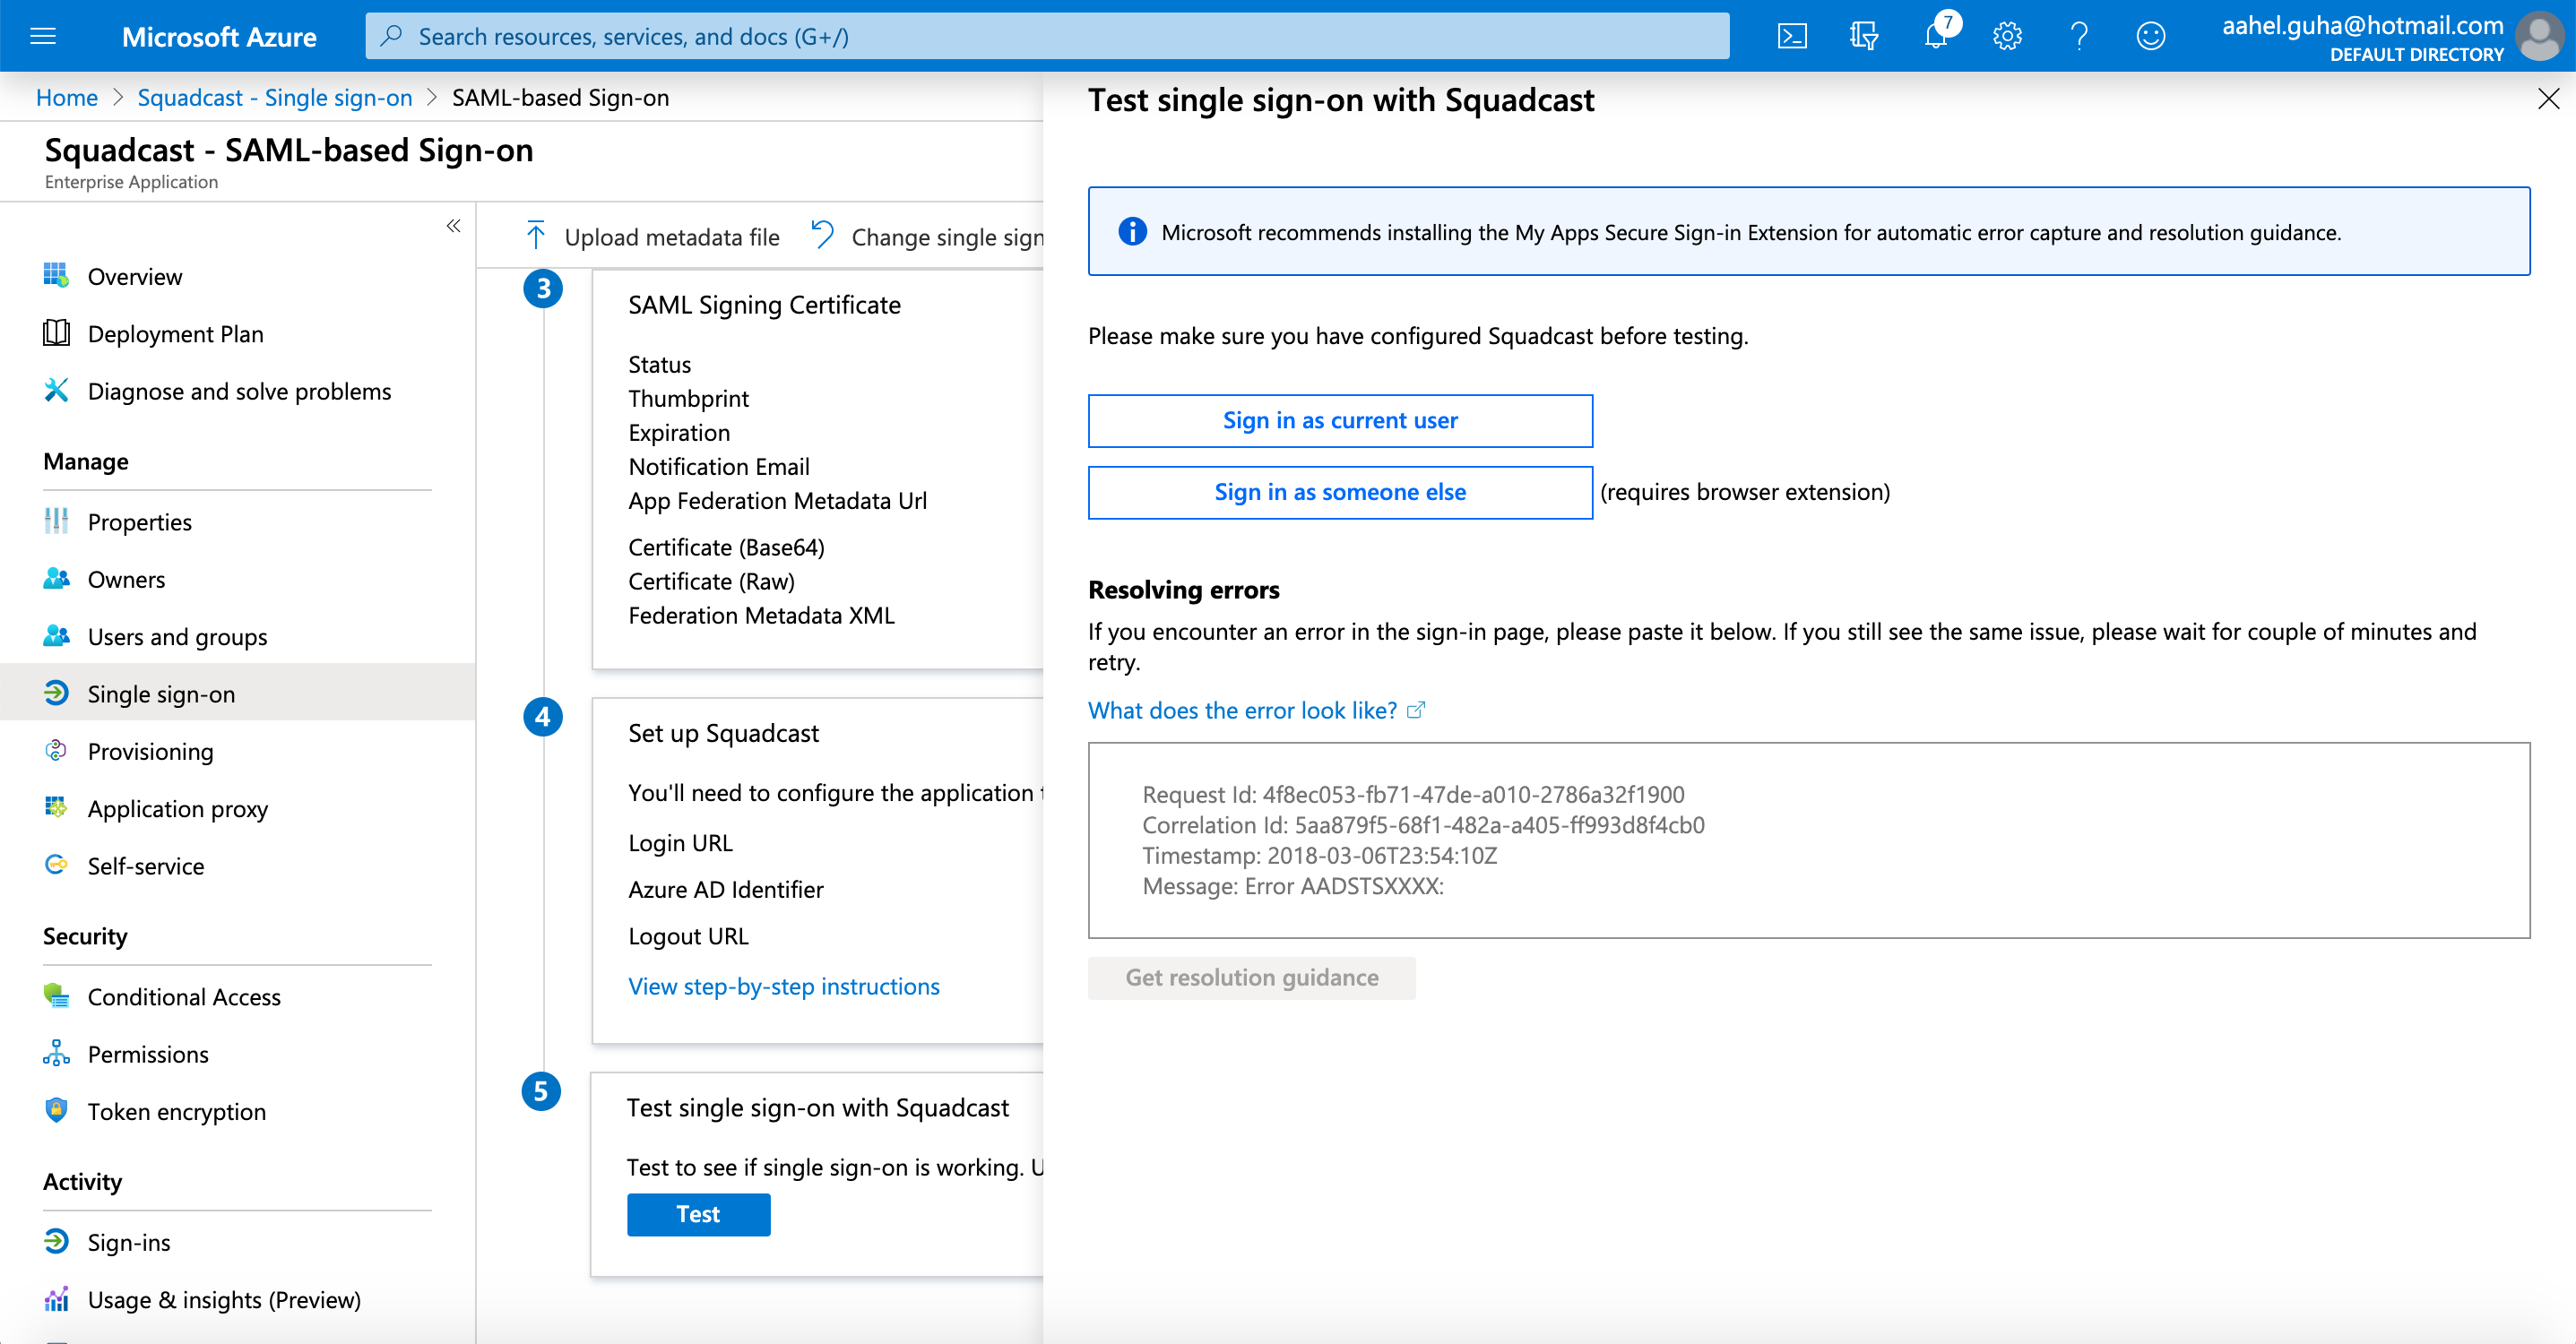 Microsoft Azure
Search resources, services, and docs (G+/)
7
aahel.guha@hotmail.com
DEFAULT DIRECTORY
Home > Squadcast - Single sign-on > SAML-based Sign-on
Squadcast - SAML-based Sign-on
Enterprise Application
«
Overview
Deployment Plan
Diagnose and solve problems
Manage
Properties
Owners
Users and groups
Single sign-on
Provisioning
Application proxy
Self-service
Security
Conditional Access
Permissions
Token encryption
Activity
Sign-ins
Usage & insights (Preview)
Upload metadata file
Change single sign
3
SAML Signing Certificate
Status
Thumbprint
Expiration
Notification Email
App Federation Metadata Url
Certificate (Base64)
Certificate (Raw)
Federation Metadata XML
4
Set up Squadcast
You'll need to configure the application t
Login URL
Azure AD Identifier
Logout URL
View step-by-step instructions
5
Test single sign-on with Squadcast
Test to see if single sign-on is working. U
Test
Test single sign-on with Squadcast
Microsoft recommends installing the My Apps Secure Sign-in Extension for automatic error capture and resolution guidance.
Please make sure you have configured Squadcast before testing.
Sign in as current user
Sign in as someone else (requires browser extension)
Resolving errors
If you encounter an error in the sign-in page, please paste it below. If you still see the same issue, please wait for couple of minutes and
retry.
What does the error look like?
Request Id: 4f8ec053-fb71-47de-a010-2786a32f1900
Correlation Id: 5aa879f5-68f1-482a-a405-ff993d8f4cb0
Timestamp: 2018-03-06T23:54:10Z
Message: Error AADSTSXXXX:
Get resolution guidance